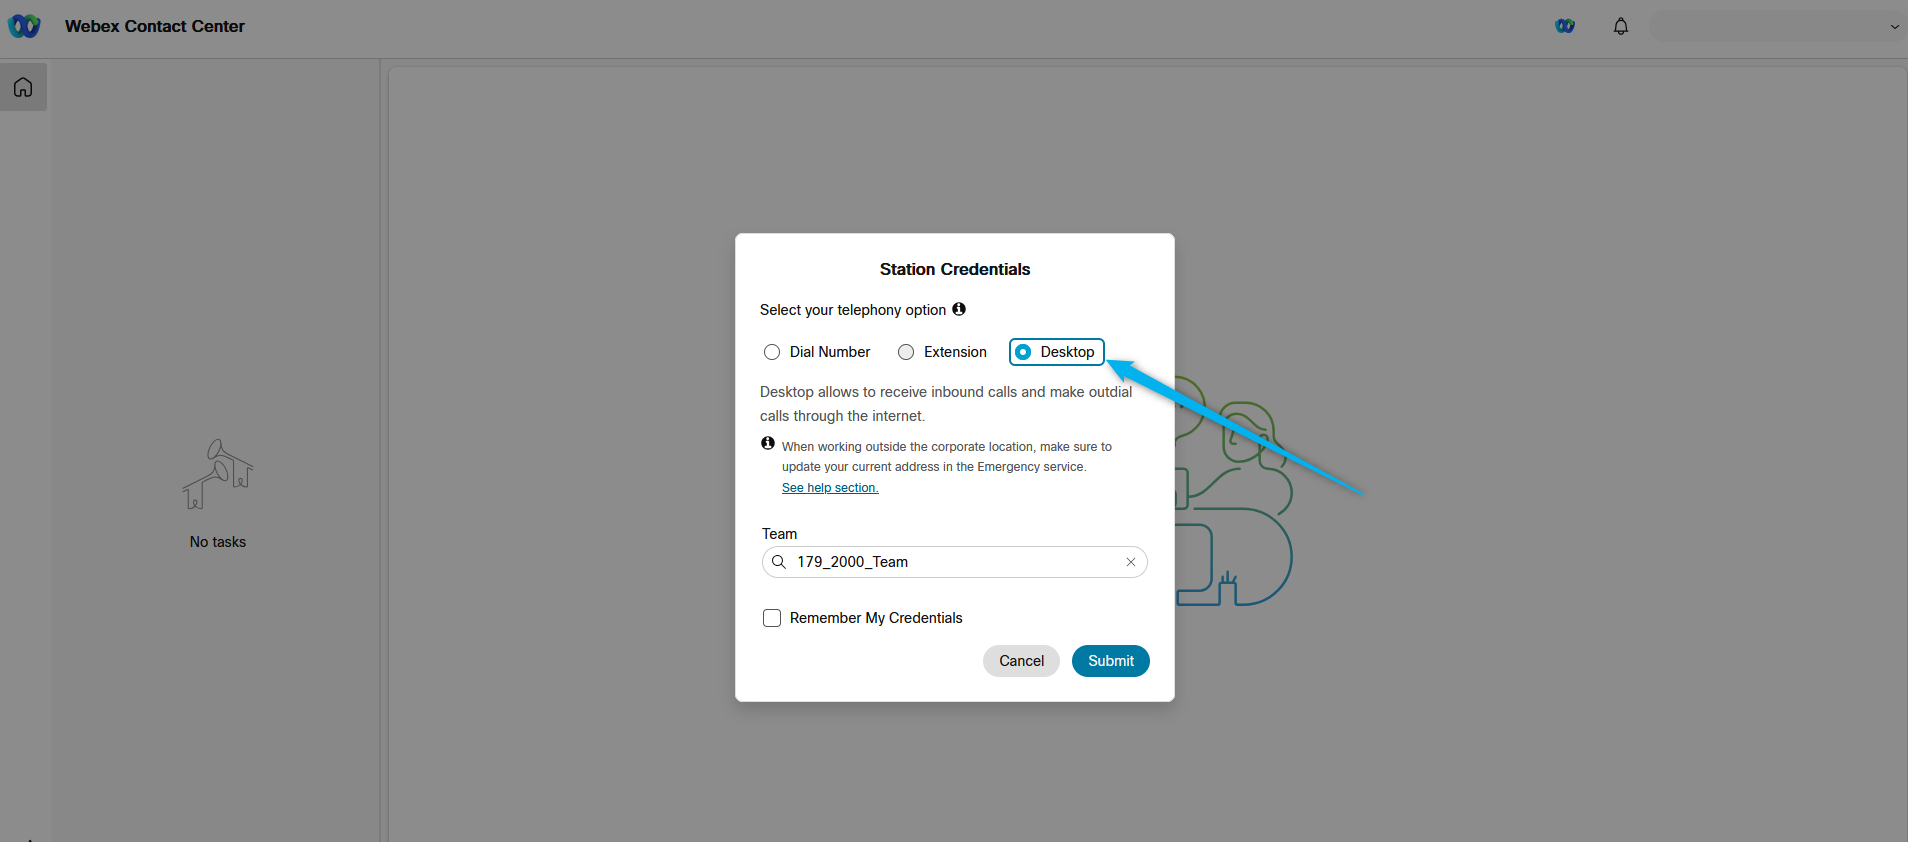 Webex Contact Center
Station Credentials
Select your telephony option
Dial Number
Extension
Desktop
Desktop allows to receive inbound calls and make outdial
calls through the internet.
When working outside the corporate location, make sure to
update your current address in the Emergency service.
See help section.
No tasks
Team
179_2000_Team
Remember My Credentials
Cancel
Submit